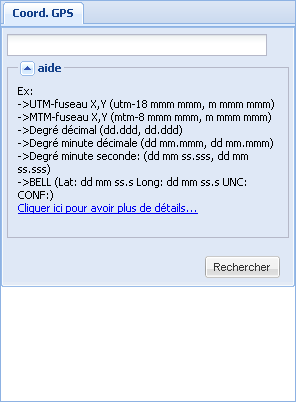 Coord. GPS
aide
Ex:
->UTM-fuseau X,Y (utm-18 mmm mmm, m mmm mmm)
->MTM-fuseau X,Y (mtm-8 mmm mmm, m mmm mmm)
->Degré décimal (dd.ddd, dd.ddd)
->Degré minute décimale (dd mm.mmm, dd mm.mmm)
->Degré minute seconde: (dd mm ss.sss, dd mm
ss.sss)
->BELL (Lat: dd mm ss.s Long: dd mm ss.s UNC:
CONF:)
Cliquer ici pour avoir plus de détails...
Rechercher